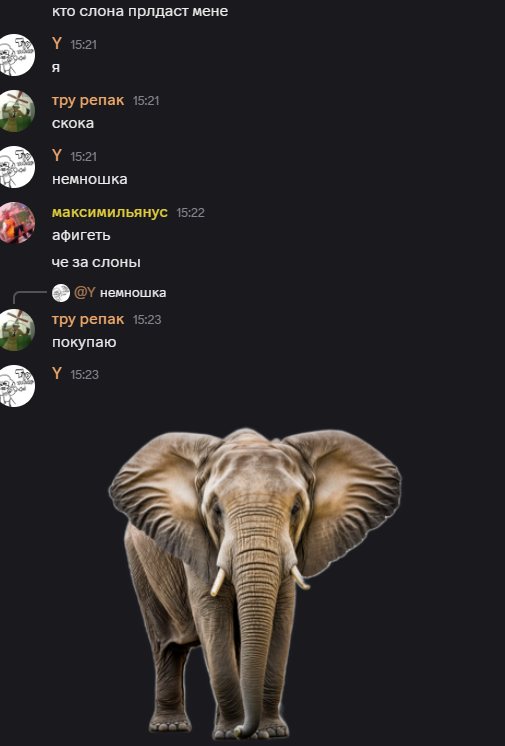 кто слона прлдаст мене
Y 15:21
я
тру репак 15:21
скока
Y 15:21
немношка
максимильянус 15:22
афигеть
че за слоны
@Y немношка
тру репак 15:23
покупаю
Y 15:23